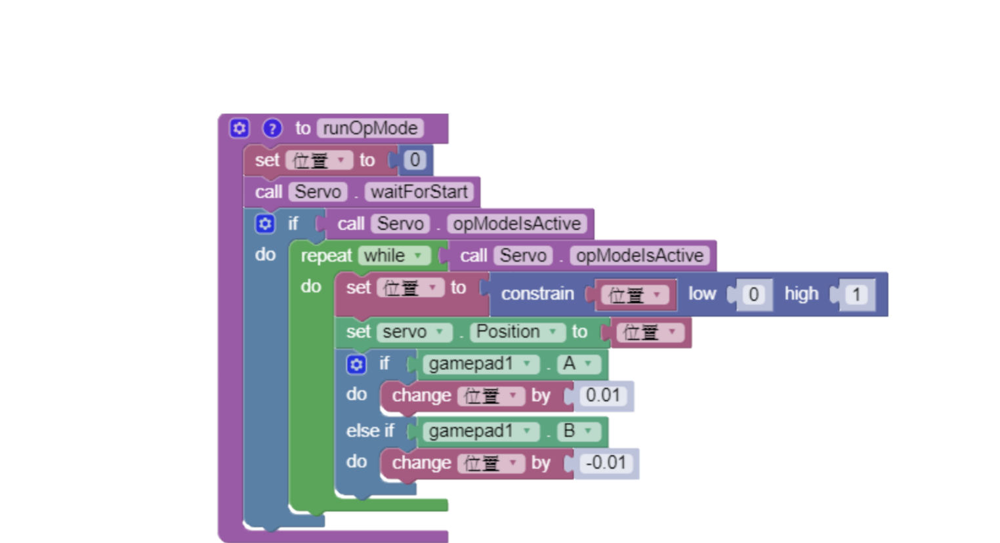 to runOpMode
set 位置 to 0
call Servo . waitForStart
if call Servo . opModeIsActive
do repeat while call Servo . opModeIsActive
do set 位置 to constrain 位置 low 0 high 1
set servo . Position to 位置
if gamepad1 . A
do change 位置 by 0.01
else if gamepad1 . B
do change 位置 by -0.01